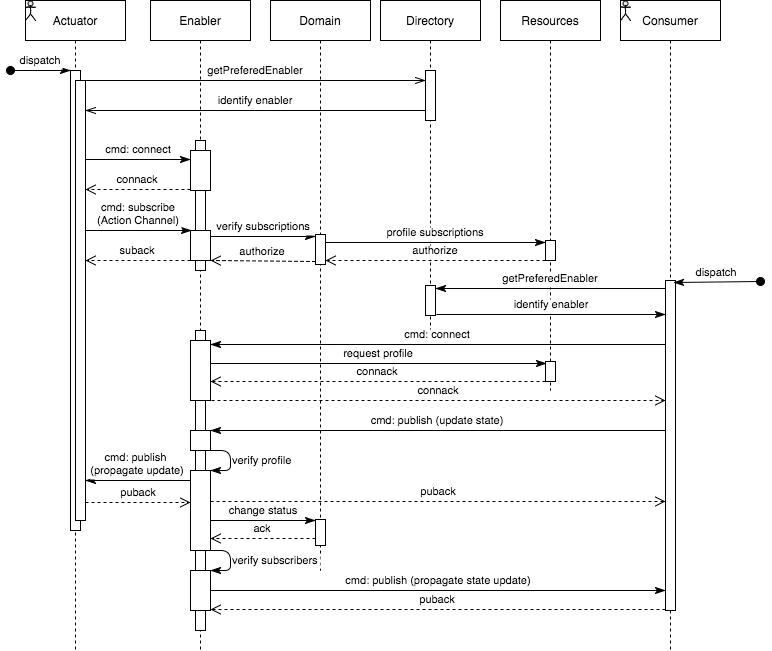 Actuator
Enabler
Domain
Directory
Resources
Consumer
dispatch
getPreferedEnabler
identify enabler
cmd: connect
connack
cmd: subscribe
(Action Channel)
verify subscriptions
profile subscriptions
suback
authorize
authorize
dispatch
getPreferedEnabler
identify enabler
cmd: connect
request profile
connack
connack
cmd: publish (update state)
cmd: publish
(propagate update)
verify profile
puback
puback
change status
ack
verify subscribers
cmd: publish (propagate state update)
puback